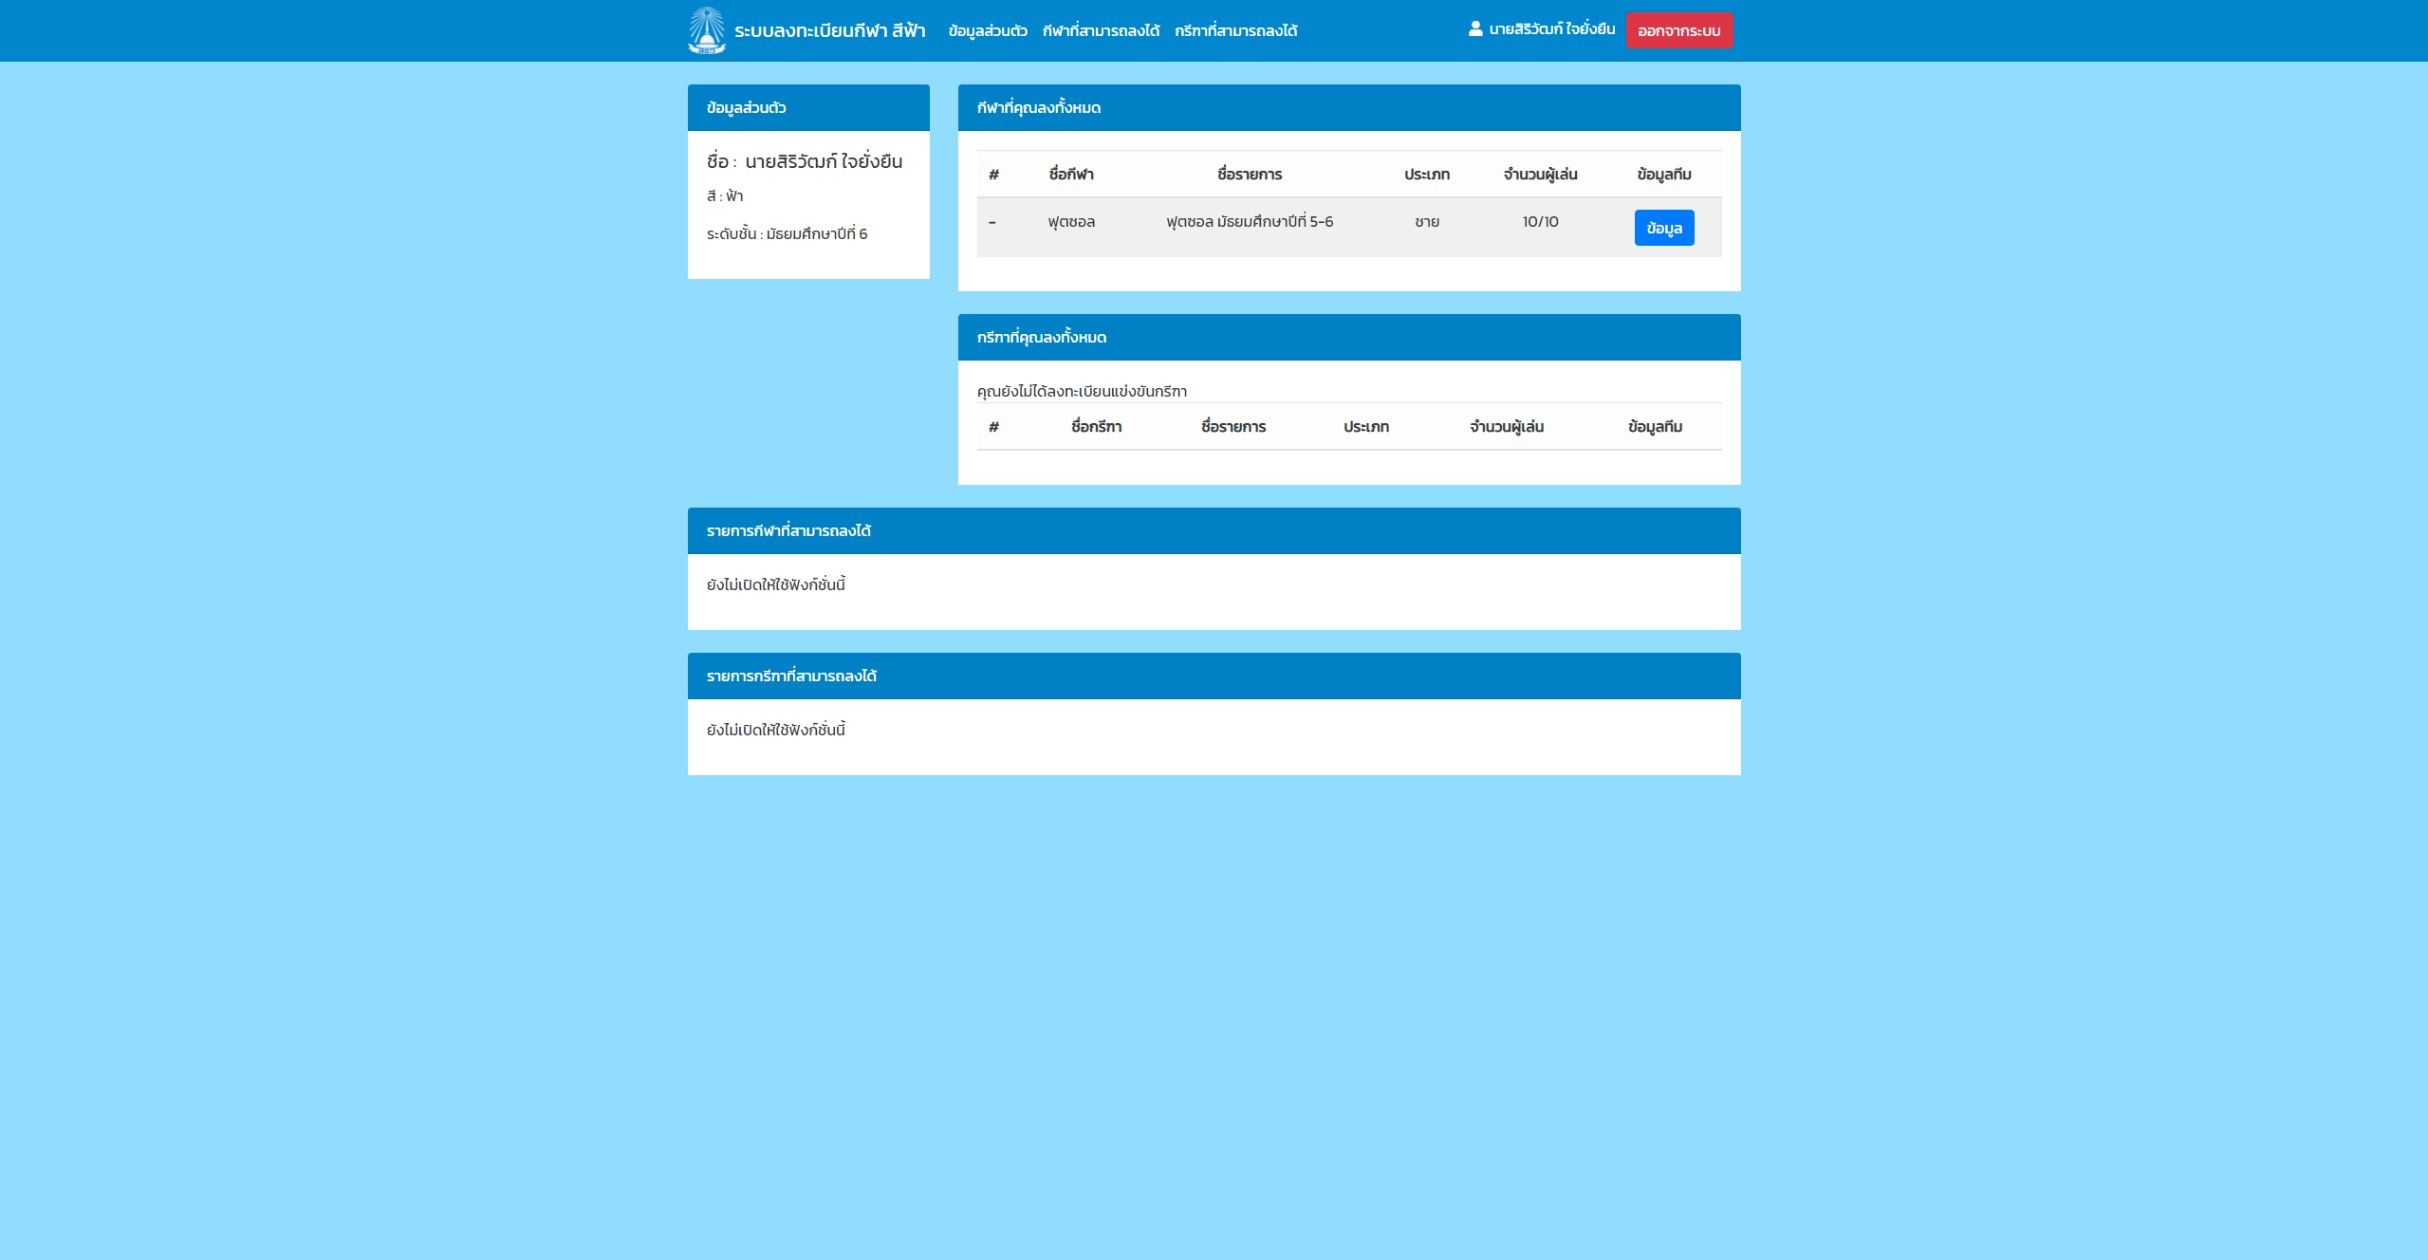 ระบบลงทะเบียนกีฬา สีฟ้า ข้อมูลส่วนตัว กีฬาที่สามารถลงได้ กรีฑาที่สามารถลงได้ นายสิริวัฒก์ ใจยั่งยืน ออกจากระบบ
ข้อมูลส่วนตัว
ชื่อ : นายสิริวัฒก์ ใจยั่งยืน
สี : ฟ้า
ระดับชั้น : มัธยมศึกษาปีที่ 6
กีฬาที่คุณลงทั้งหมด
# ชื่อกีฬา ชื่อรายการ ประเภท จำนวนผู้เล่น ข้อมูลทีม
- ฟุตซอล ฟุตซอล มัธยมศึกษาปีที่ 5-6 ชาย 10/10 ข้อมูล
กรีฑาที่คุณลงทั้งหมด
คุณยังไม่ได้ลงทะเบียนแข่งขันกรีฑา
# ชื่อกรีฑา ชื่อรายการ ประเภท จำนวนผู้เล่น ข้อมูลทีม
รายการกีฬาที่สามารถลงได้
ยังไม่เปิดให้ใช้ฟังก์ชั่นนี้
รายการกรีฑาที่สามารถลงได้
ยังไม่เปิดให้ใช้ฟังก์ชั่นนี้